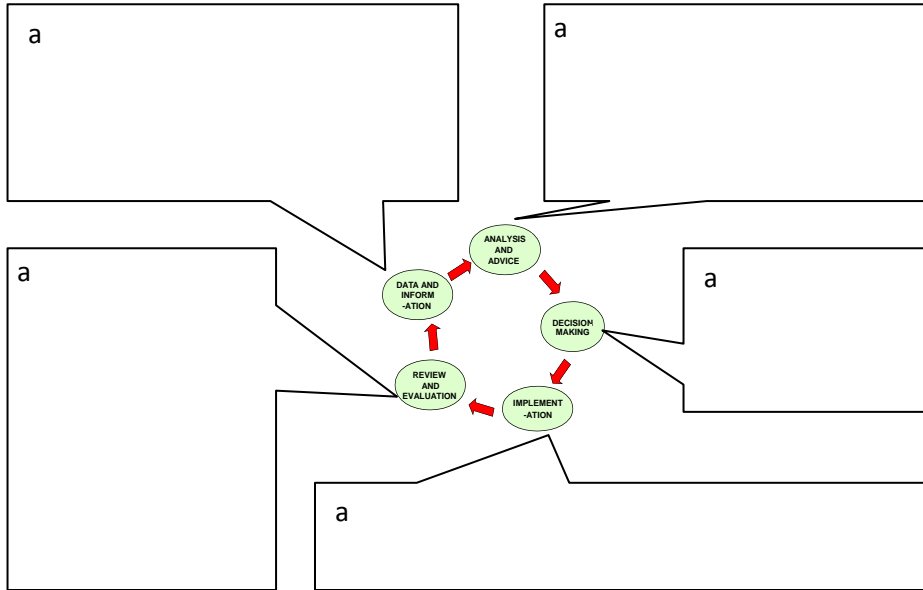 a
a
ANALYSIS
AND
ADVICE
DATA AND
INFORM
-ATION
a
a
DECISION
MAKING
REVIEW
AND
EVALUATION
IMPLEMENT
-ATION
a